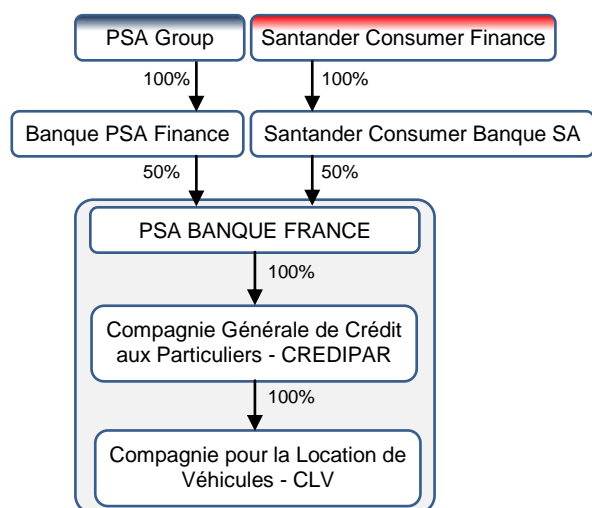 PSA Group
Santander Consumer Finance
100%
100%
Banque PSA Finance
Santander Consumer Banque SA
50%
50%
PSA BANQUE FRANCE
100%
Compagnie Générale de Crédit
aux Particuliers - CREDIPAR
100%
Compagnie pour la Location de
Véhicules - CLV